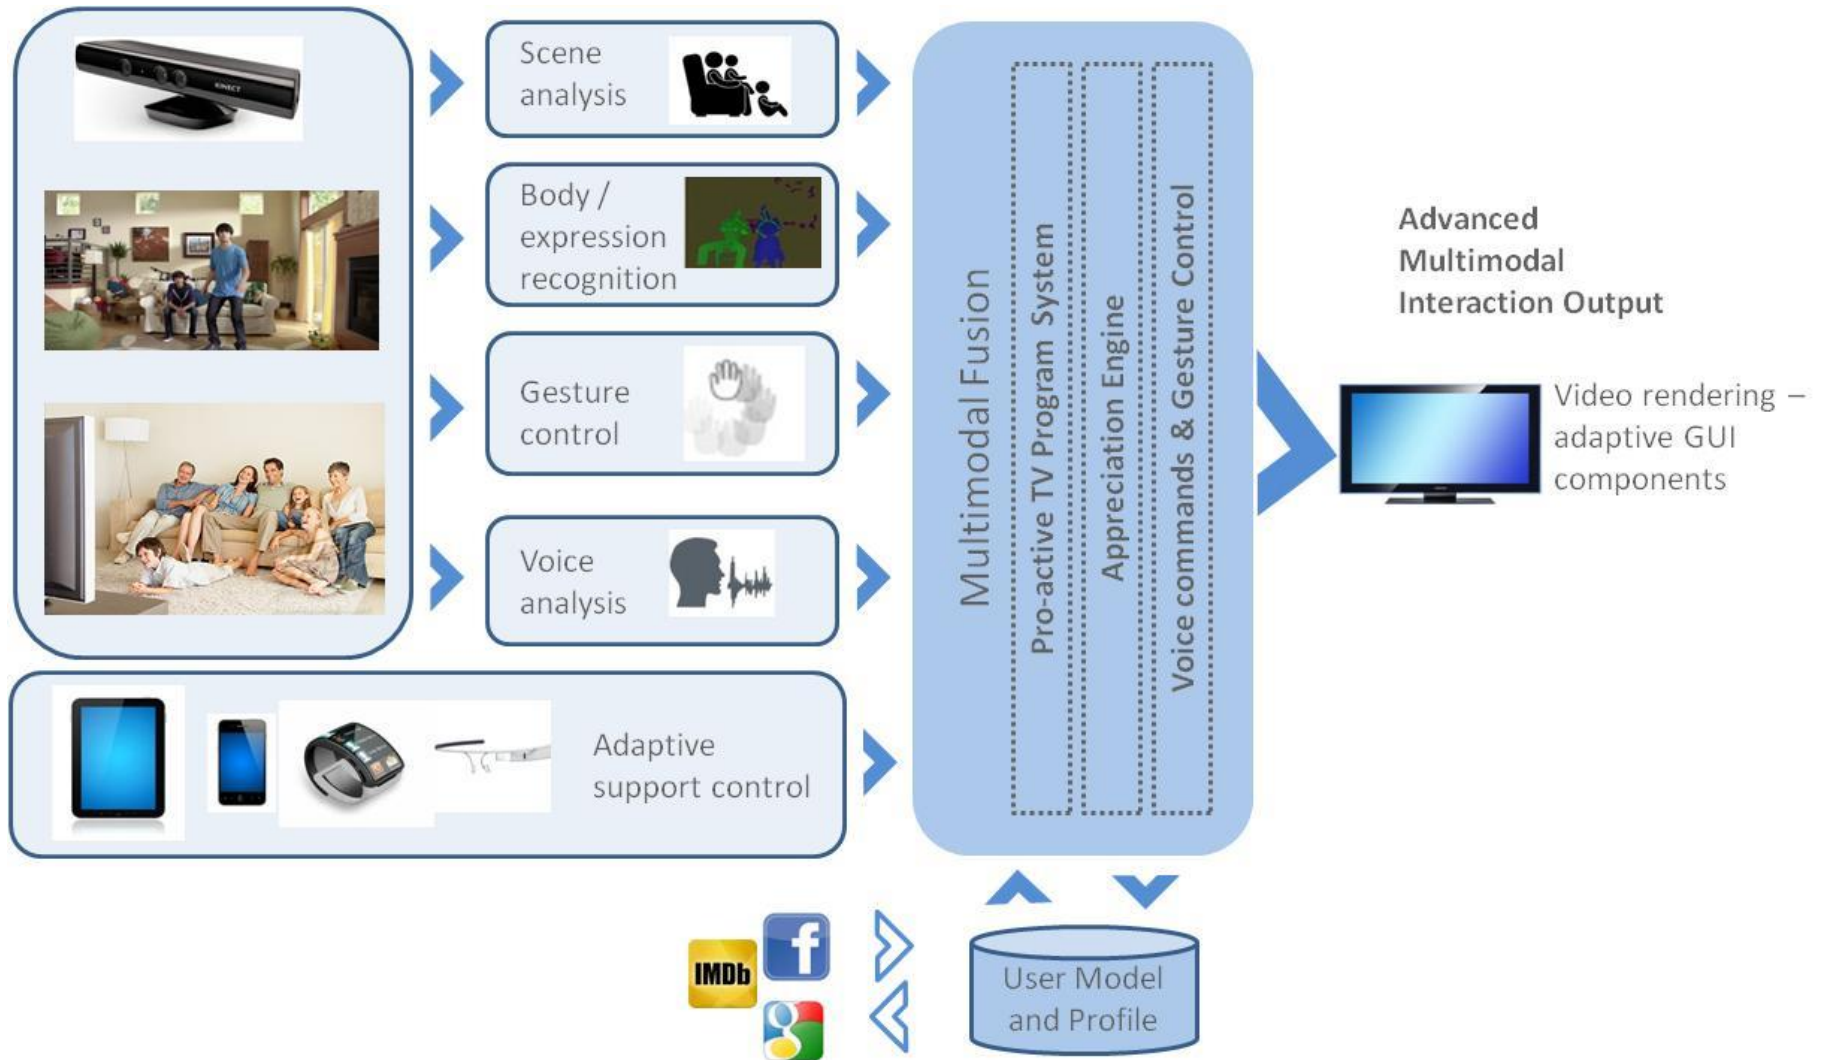 KINECT
Scene
analysis
Body /
expression
recognition
Gesture
control
Voice
analysis
Adaptive
support control
Multimodal Fusion
Pro-active TV Program System
Appreciation Engine
Voice commands & Gesture Control
Advanced
Multimodal
Interaction Output
Video rendering –
adaptive GUI
components
IMDb
f
g
User Model
and Profile